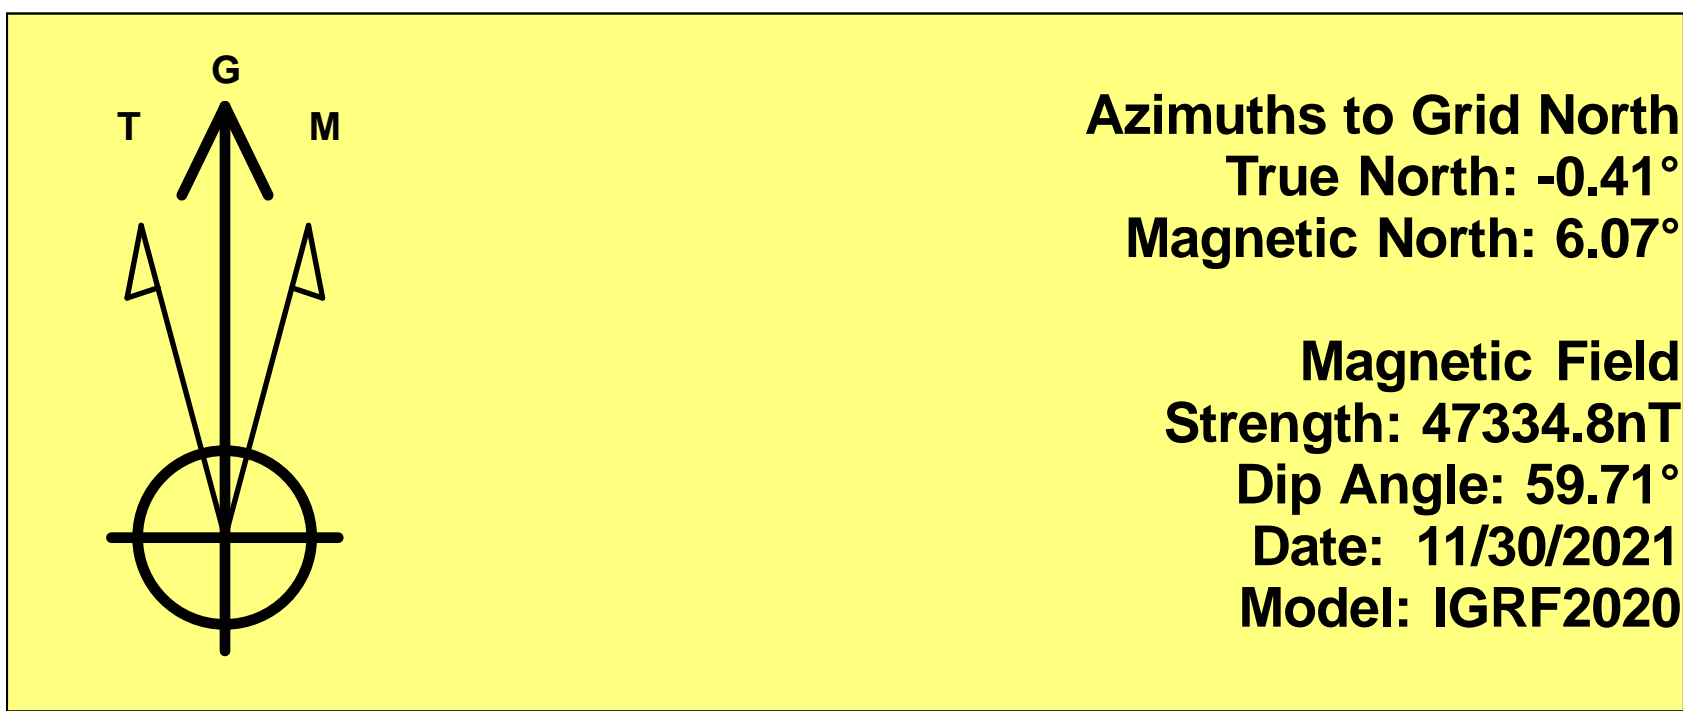 G
T M
Azimuths to Grid North
True North: -0.41°
Magnetic North: 6.07°
Magnetic Field
Strength: 47334.8nT
Dip Angle: 59.71°
Date: 11/30/2021
Model: IGRF2020